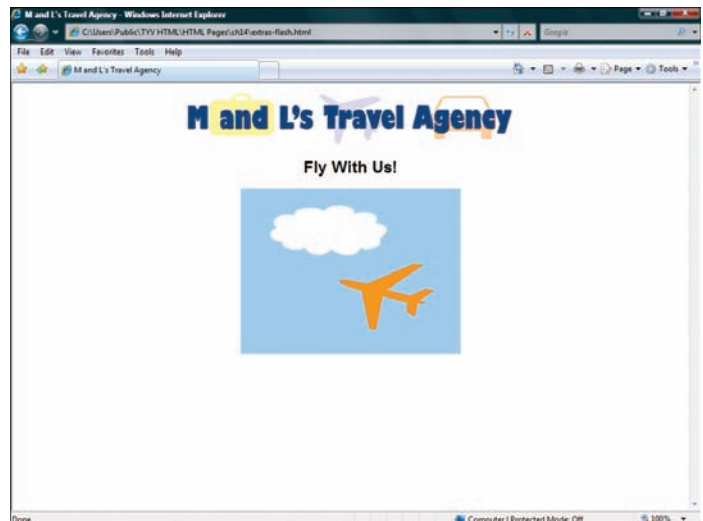 M and L's Travel Agency - Windows Internet Explorer
C:\Users\Public\TYV HTML\HTML Pages\ch14\extras-flash.html
Google
File Edit View Favorites Tools Help
M and L's Travel Agency
Page Tools
M and L's Travel Agency
Fly With Us!
Done
Computer | Protected Mode: Off
100%